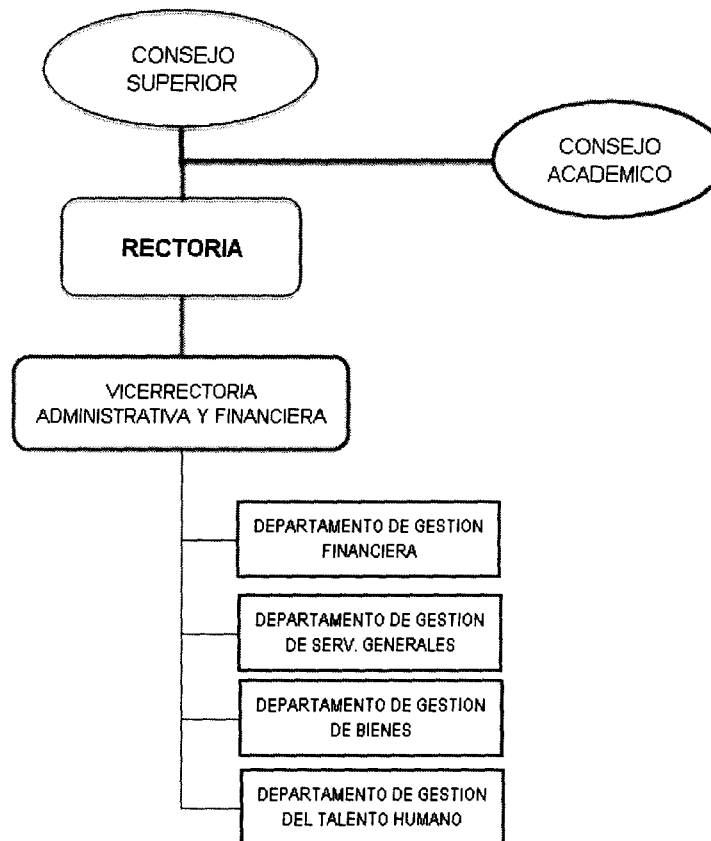 CONSEJO
SUPERIOR
CONSEJO
ACADEMICO
RECTORIA
VICERRECTORIA
ADMINISTRATIVA Y FINANCIERA
DEPARTAMENTO DE GESTION
FINANCIERA
DEPARTAMENTO DE GESTION
DE SERV. GENERALES
DEPARTAMENTO DE GESTION
DE BIENES
DEPARTAMENTO DE GESTION
DEL TALENTO HUMANO